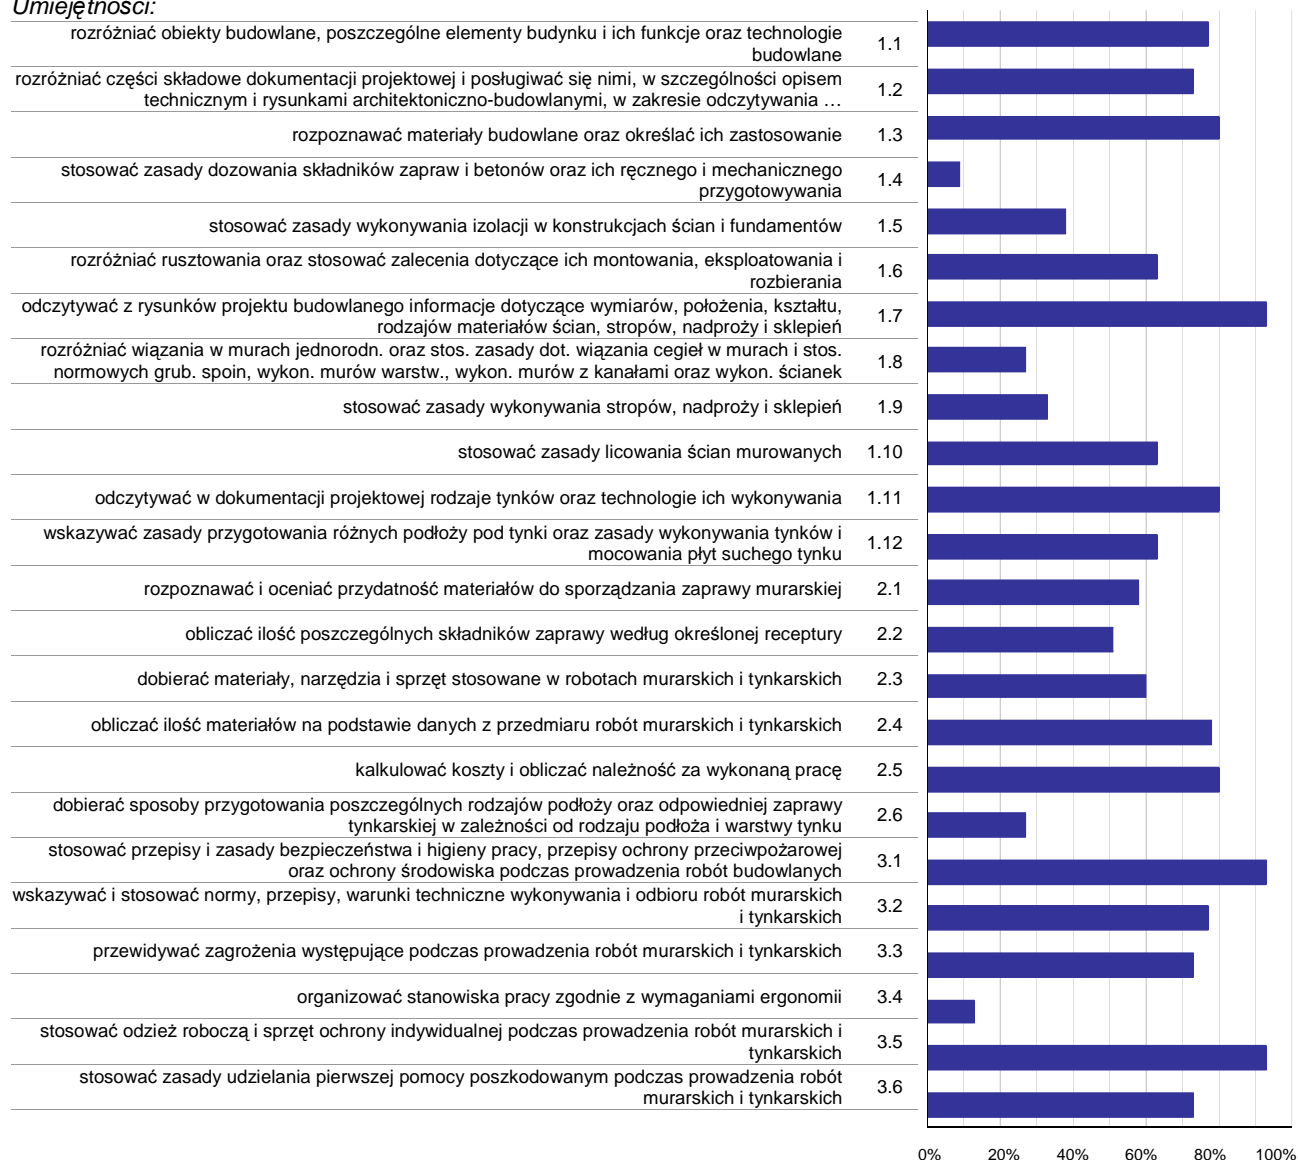 Umiejętności:
rozróżniać obiekty budowlane, poszczególne elementy budynku i ich funkcje oraz technologie
budowlane
1.1
rozróżniać części składowe dokumentacji projektowej i posługiwać się nimi, w szczególności opisem
technicznym i rysunkami architektoniczno-budowlanymi, w zakresie odczytywania …
1.2
rozpoznawać materiały budowlane oraz określać ich zastosowanie
1.3
stosować zasady dozowania składników zapraw i betonów oraz ich ręcznego i mechanicznego
przygotowywania
1.4
stosować zasady wykonywania izolacji w konstrukcjach ścian i fundamentów
1.5
rozróżniać rusztowania oraz stosować zalecenia dotyczące ich montowania, eksploatowania i
rozbierania
1.6
odczytywać z rysunków projektu budowlanego informacje dotyczące wymiarów, położenia, kształtu,
rodzajów materiałów ścian, stropów, nadproży i sklepień
1.7
rozróżniać wiązania w murach jednorodn. oraz stos. zasady dot. wiązania cegieł w murach i stos.
normowych grub. spoin, wykon. murów warstw., wykon. murów z kanałami oraz wykon. ścianek
1.8
stosować zasady wykonywania stropów, nadproży i sklepień
1.9
stosować zasady licowania ścian murowanych
1.10
odczytywać w dokumentacji projektowej rodzaje tynków oraz technologie ich wykonywania
1.11
wskazywać zasady przygotowania różnych podłoży pod tynki oraz zasady wykonywania tynków i
mocowania płyt suchego tynku
1.12
rozpoznawać i oceniać przydatność materiałów do sporządzania zaprawy murarskiej
2.1
obliczać ilość poszczególnych składników zaprawy według określonej receptury
2.2
dobierać materiały, narzędzia i sprzęt stosowane w robotach murarskich i tynkarskich
2.3
obliczać ilość materiałów na podstawie danych z przedmiaru robót murarskich i tynkarskich
2.4
kalkulować koszty i obliczać należność za wykonaną pracę
2.5
dobierać sposoby przygotowania poszczególnych rodzajów podłoży oraz odpowiedniej zaprawy
tynkarskiej w zależności od rodzaju podłoża i warstwy tynku
2.6
stosować przepisy i zasady bezpieczeństwa i higieny pracy, przepisy ochrony przeciwpożarowej
oraz ochrony środowiska podczas prowadzenia robót budowlanych
3.1
wskazywać i stosować normy, przepisy, warunki techniczne wykonywania i odbioru robót murarskich
i tynkarskich
3.2
przewidywać zagrożenia występujące podczas prowadzenia robót murarskich i tynkarskich
3.3
organizować stanowiska pracy zgodnie z wymaganiami ergonomii
3.4
stosować odzież roboczą i sprzęt ochrony indywidualnej podczas prowadzenia robót murarskich i
tynkarskich
3.5
stosować zasady udzielania pierwszej pomocy poszkodowanym podczas prowadzenia robót
murarskich i tynkarskich
3.6
0% 20% 40% 60% 80% 100%